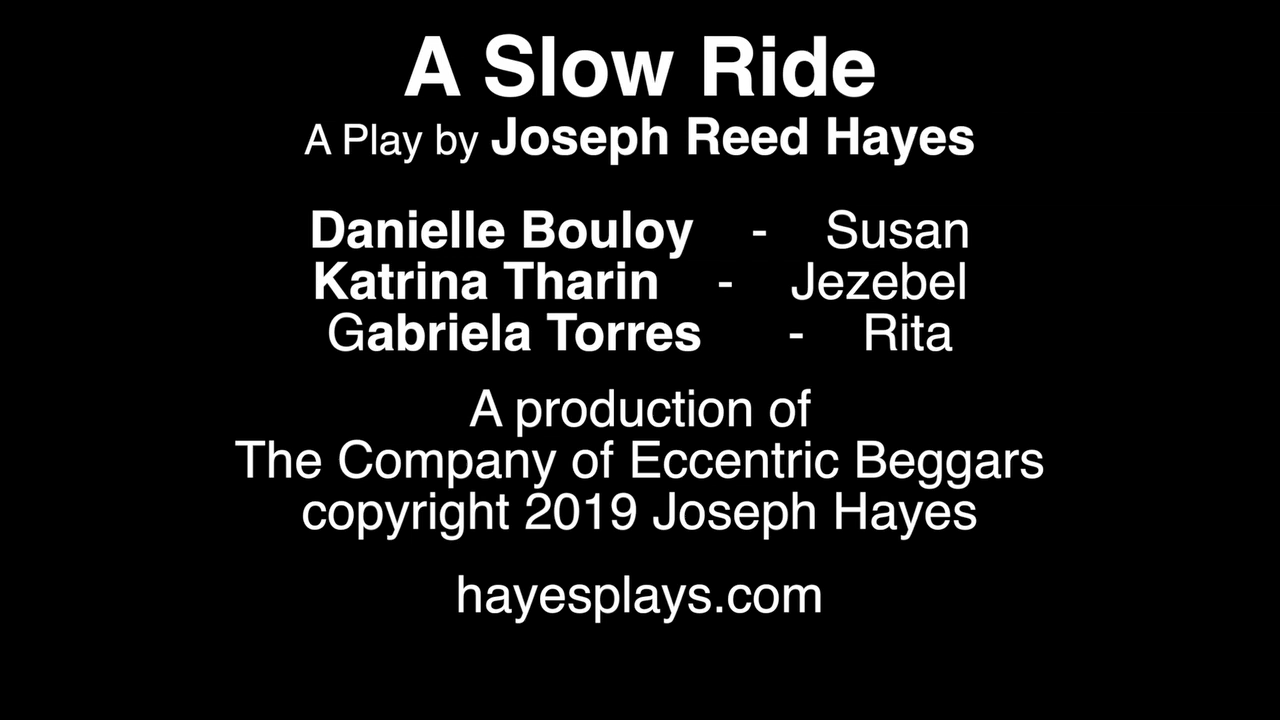 A Slow Ride
A Play by Joseph Reed Hayes
Danielle Bouloy - Susan
Katrina Tharin - Jezebel
Gabriela Torres - Rita
A production of
The Company of Eccentric Beggars
copyright 2019 Joseph Hayes
hayesplays.com